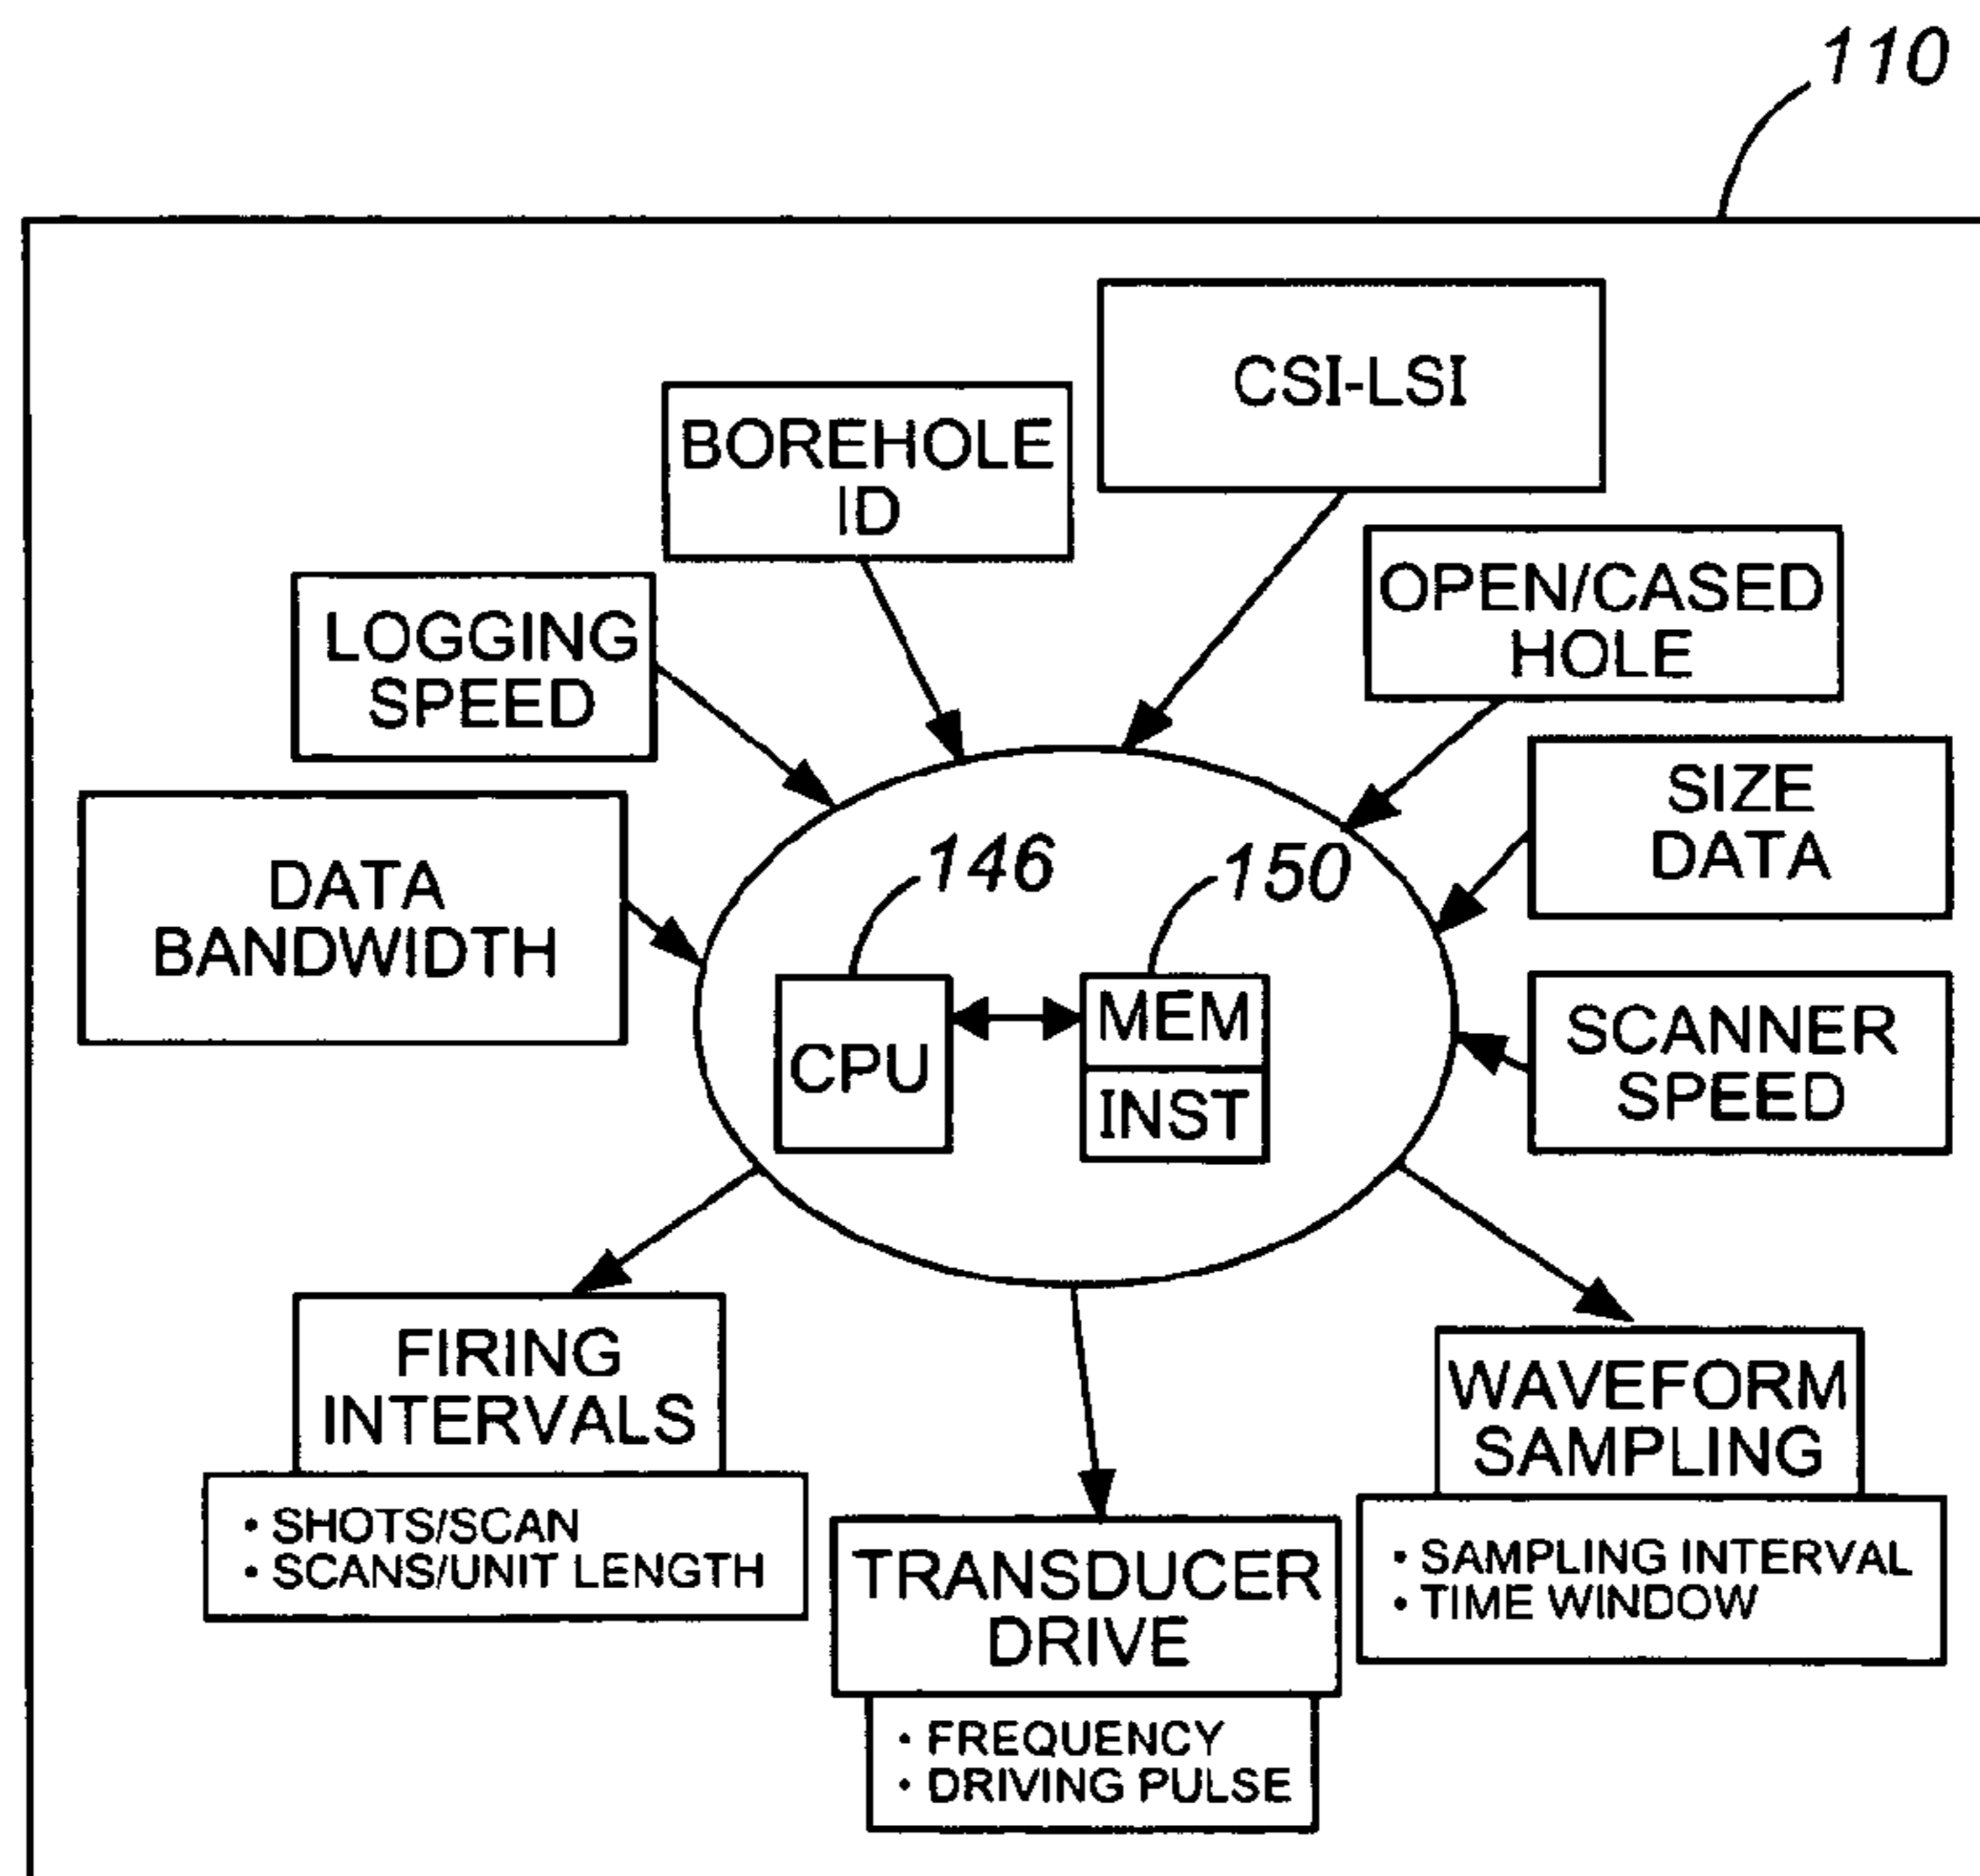 110
CSI-LSI
BOREHOLE
ID
OPEN/CASED
HOLE
LOGGING
SPEED
SIZE
DATA
DATA
BANDWIDTH
146
150
CPU
MEM
INST
SCANNER
SPEED
FIRING
INTERVALS
• SHOTS/SCAN
• SCANS/UNIT LENGTH
TRANSDUCER
DRIVE
• FREQUENCY
• DRIVING PULSE
WAVEFORM
SAMPLING
• SAMPLING INTERVAL
• TIME WINDOW